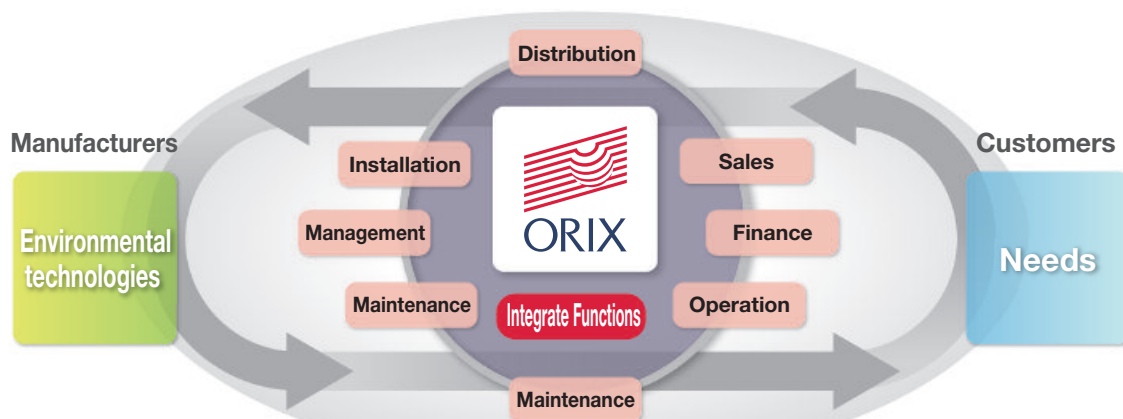 Distribution
Manufacturers
Customers
Installation
Sales
Environmental
technologies
Management
ORIX
Finance
Needs
Maintenance
Integrate Functions
Operation
Maintenance